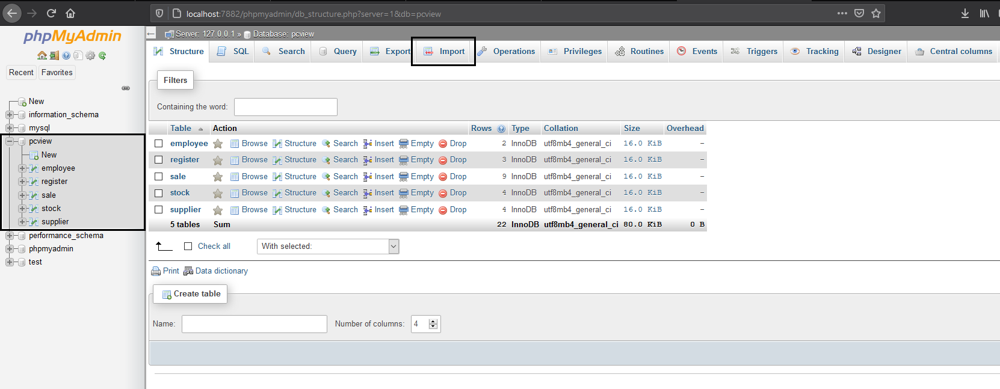 localhost:7882/phpmyadmin/db_structure.php?server=1&db=pcview
phpMyAdmin
Recent Favorites
New
information_schema
mysql
pcview
New
employee
register
sale
stock
supplier
performance_schema
phpmyadmin
test
Server: 127.0.0.1 » Database: pcview
Structure SQL Search Query Export Import Operations Privileges Routines Events Triggers Tracking Designer Central columns
Filters
Containing the word:
Table Action Rows Type Collation Size Overhead
employee Browse Structure Search Insert Empty Drop 2 InnoDB utf8mb4_general_ci 16.0 KiB -
register Browse Structure Search Insert Empty Drop 3 InnoDB utf8mb4_general_ci 16.0 KiB -
sale Browse Structure Search Insert Empty Drop 9 InnoDB utf8mb4_general_ci 16.0 KiB -
stock Browse Structure Search Insert Empty Drop 4 InnoDB utf8mb4_general_ci 16.0 KiB -
supplier Browse Structure Search Insert Empty Drop 4 InnoDB utf8mb4_general_ci 16.0 KiB -
5 tables Sum 22 InnoDB utf8mb4_general_ci 80.0 KiB 0 B
Check all With selected:
Print Data dictionary
Create table
Name: Number of columns: 4